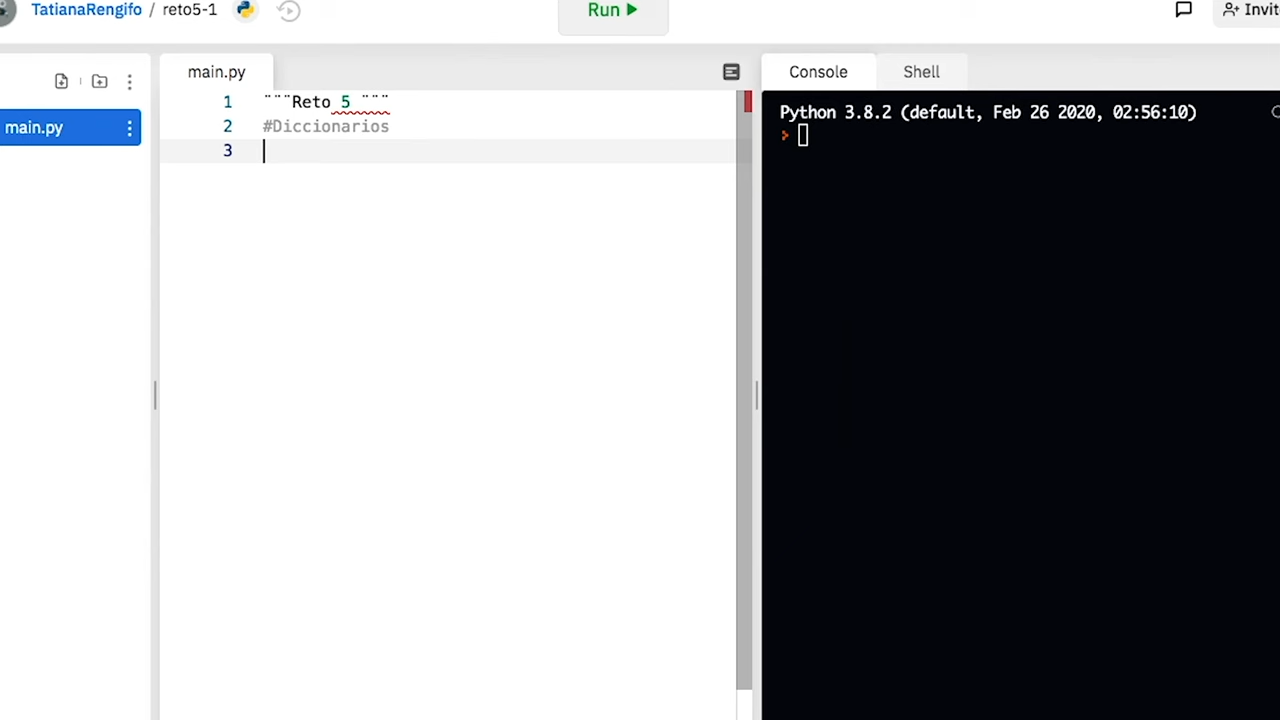 TatianaRengifo / reto5-1
Run
main.py
main.py
Console
Shell
1 ¨¨¨Reto 5 ¨¨¨
2 #Diccionarios
3
Python 3.8.2 (default, Feb 26 2020, 02:56:10)